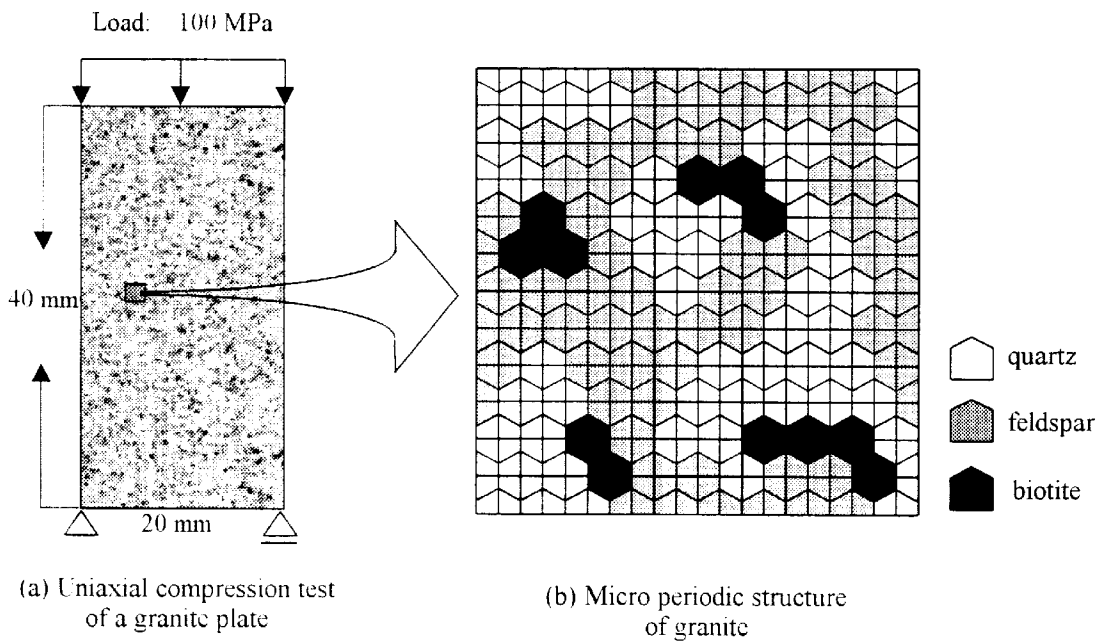 Load: 100 MPa
40 mm
20 mm
quartz
feldspar
biotite
(a) Uniaxial compression test
of a granite plate
(b) Micro periodic structure
of granite